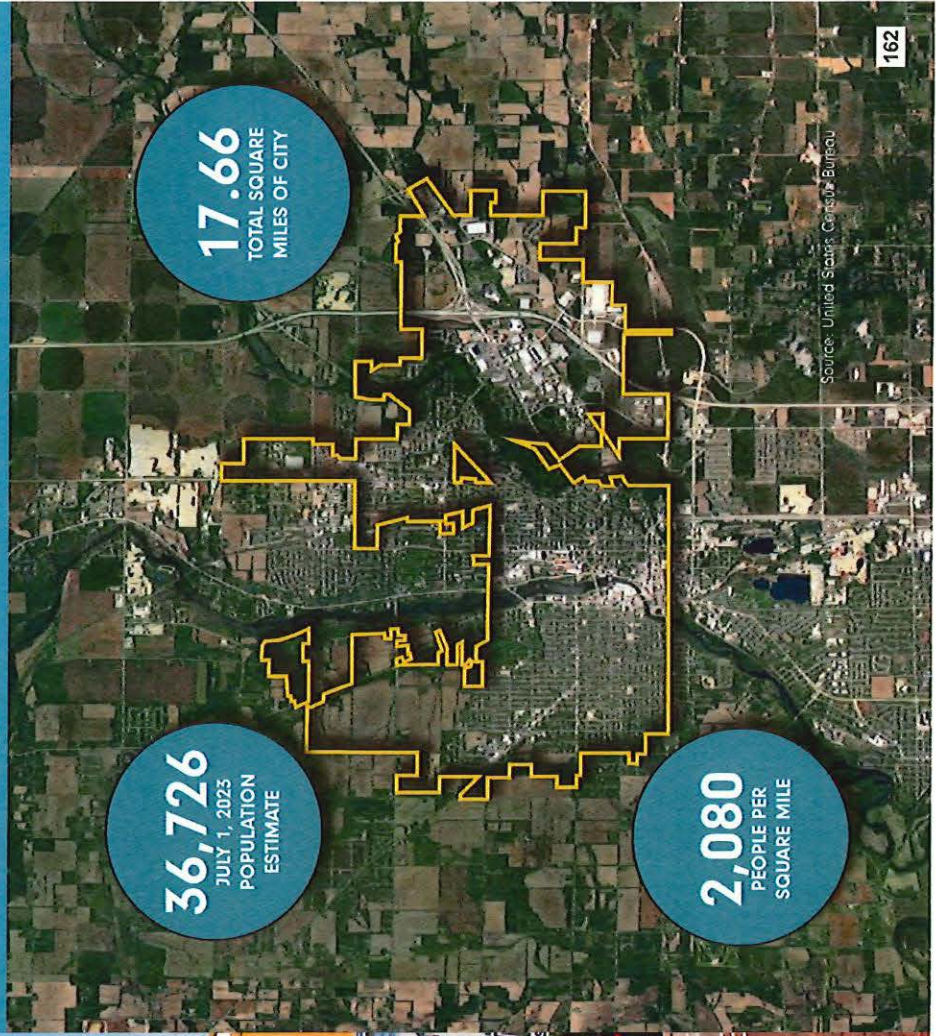 36,726
JULY 1, 2023
POPULATION
ESTIMATE
17.66
TOTAL SQUARE
MILES OF CITY
2,080
PEOPLE PER
SQUARE MILE
Source: United States Census Bureau
162